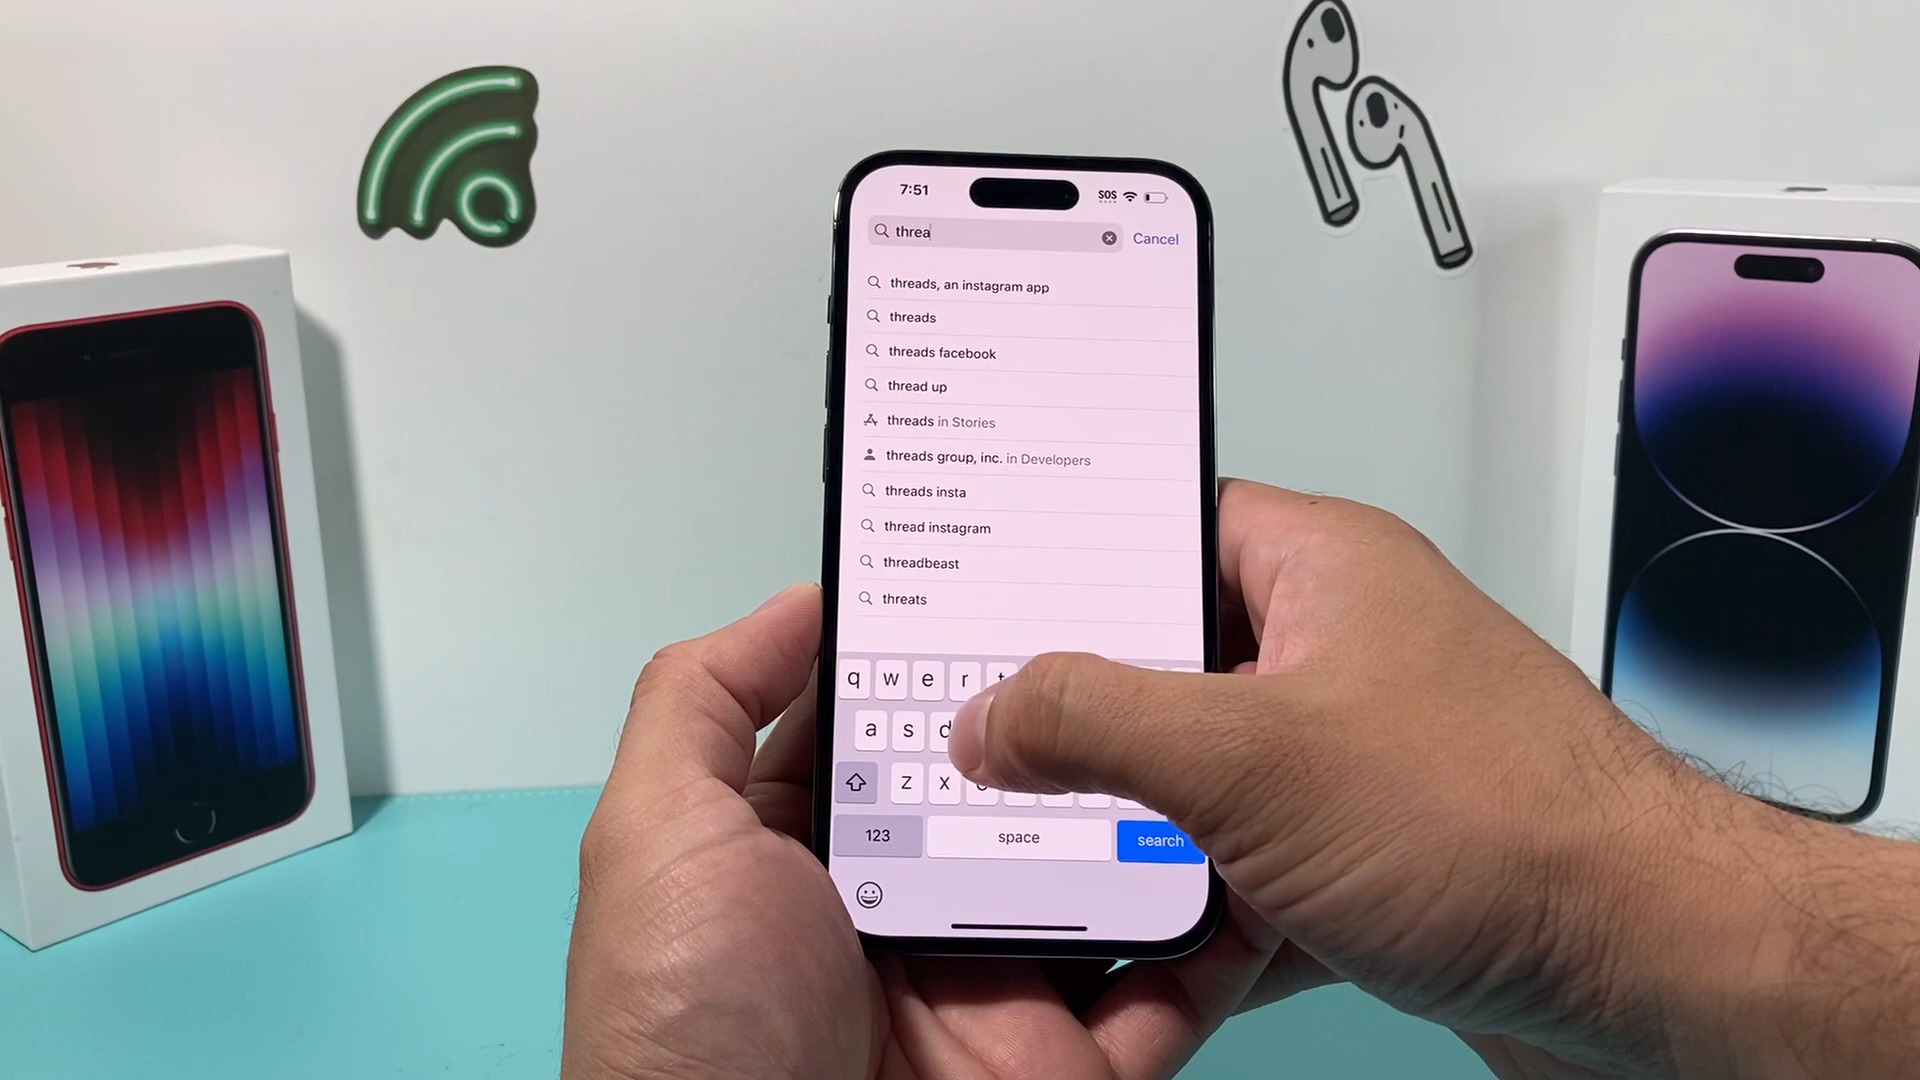 7:51
SOS
threa
Cancel
threads, an instagram app
threads
threads facebook
thread up
threads in Stories
threads group, inc. in Developers
threads insta
thread instagram
threadbeast
threats
q w e r
a s d
z x
123 space search